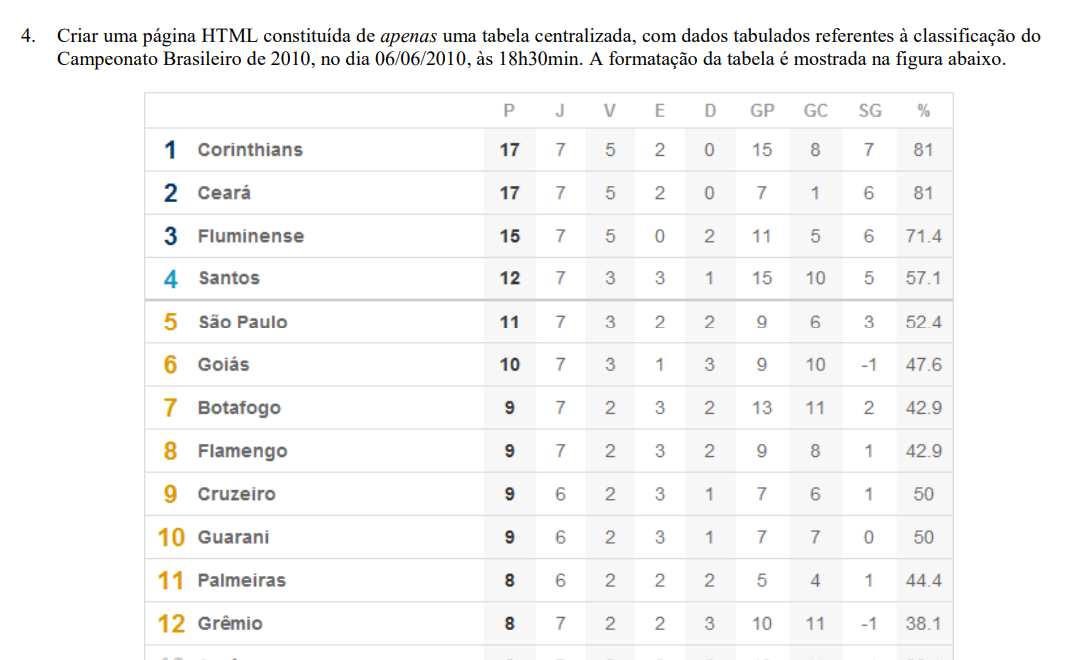 4. Criar uma página HTML constituída de apenas uma tabela centralizada, com dados tabulados referentes à classificação do
Campeonato Brasileiro de 2010, no dia 06/06/2010, às 18h30min. A formatação da tabela é mostrada na figura abaixo.
P J V E D GP GC SG %
1 Corinthians 17 7 5 2 0 15 8 7 81
2 Ceará 17 7 5 2 0 7 1 6 81
3 Fluminense 15 7 5 0 2 11 5 6 71.4
4 Santos 12 7 3 3 1 15 10 5 57.1
5 São Paulo 11 7 3 2 2 9 6 3 52.4
6 Goiás 10 7 3 1 3 9 10 -1 47.6
7 Botafogo 9 7 2 3 2 13 11 2 42.9
8 Flamengo 9 7 2 3 2 9 8 1 42.9
9 Cruzeiro 9 6 2 3 1 7 6 1 50
10 Guarani 9 6 2 3 1 7 7 0 50
11 Palmeiras 8 6 2 2 2 5 4 1 44.4
12 Grêmio 8 7 2 2 3 10 11 -1 38.1